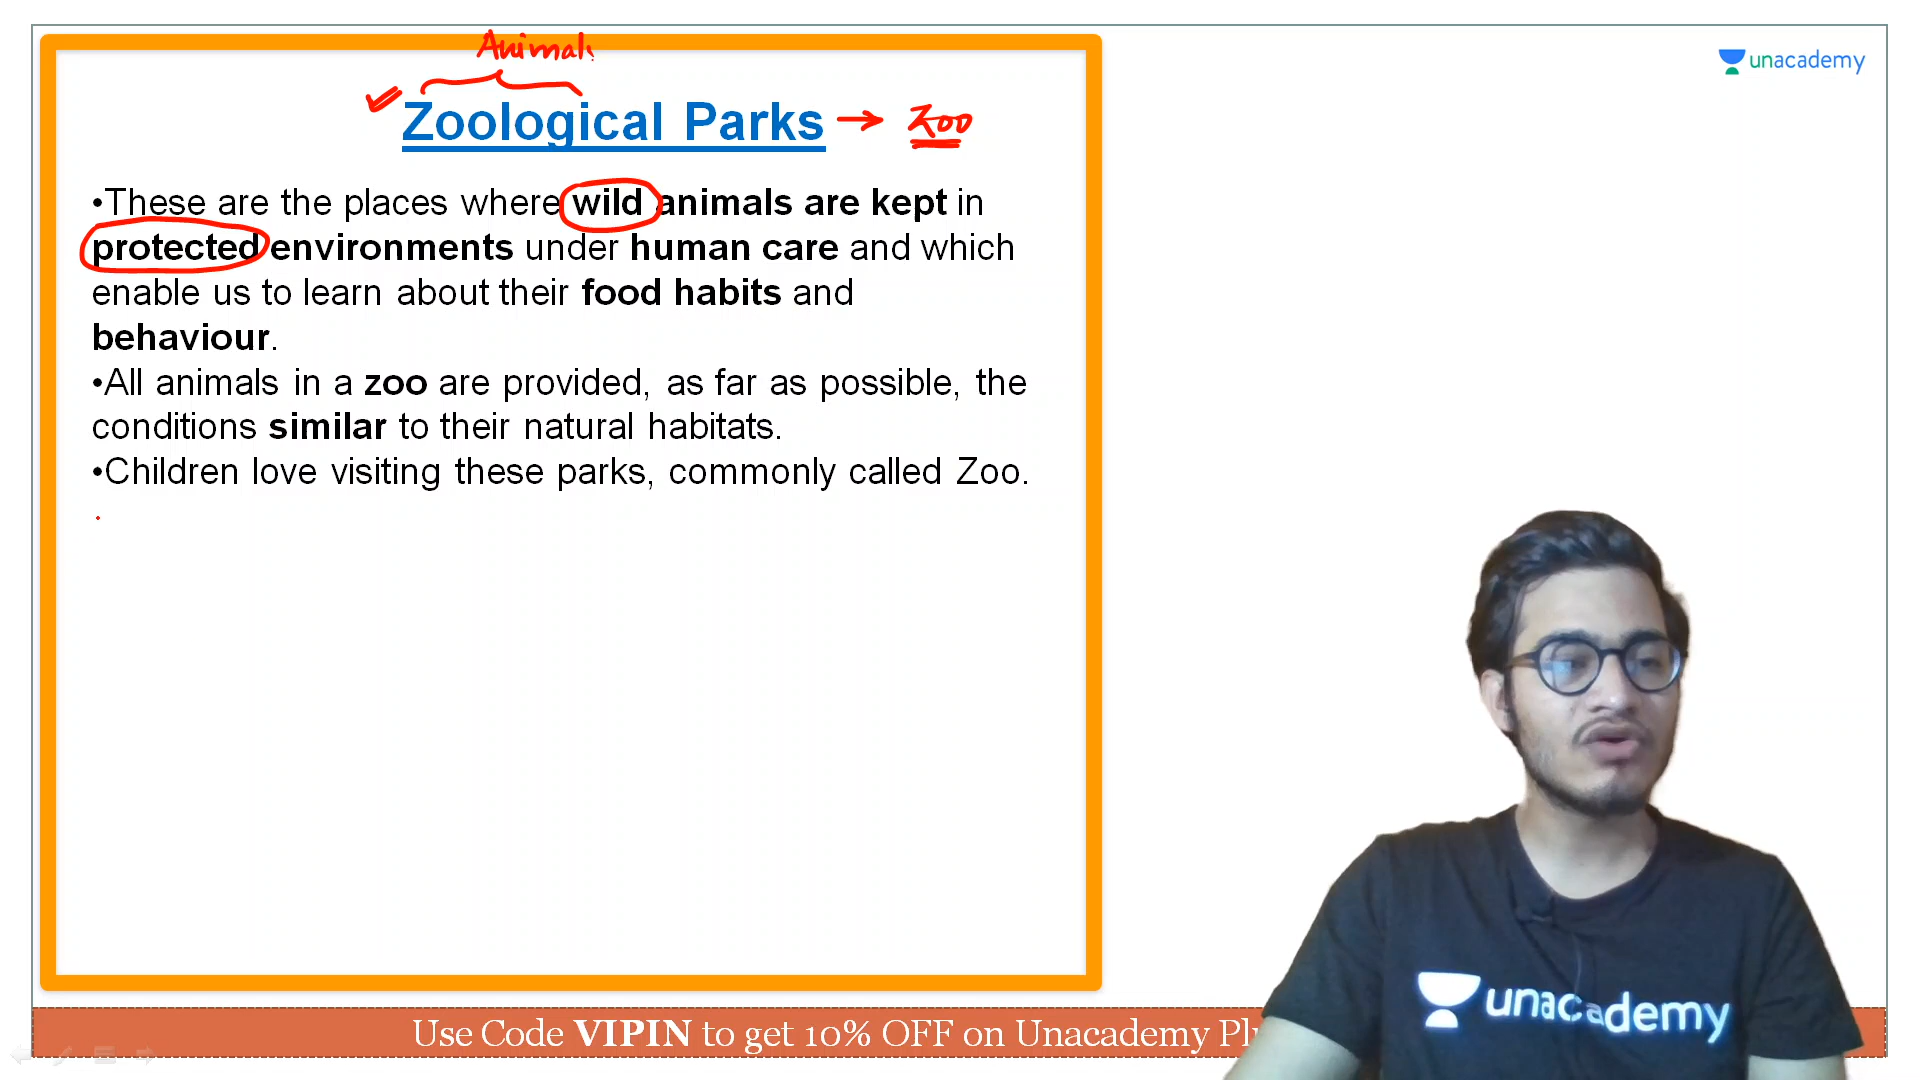 Animals
unacademy
Zoological Parks → Zoo
•These are the places where wild animals are kept in
protected environments under human care and which
enable us to learn about their food habits and
behaviour.
•All animals in a zoo are provided, as far as possible, the
conditions similar to their natural habitats.
•Children love visiting these parks, commonly called Zoo.
unacademy
Use Code VIPIN to get 10% OFF on Unacademy